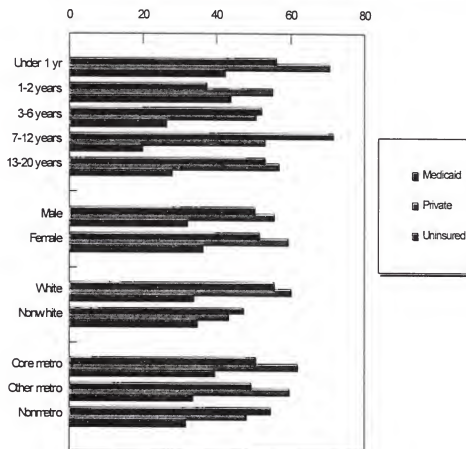 0 20 40 60 80
Under 1 yr
1-2 years
3-6 years
7-12 years
13-20 years
Male
Female
White
Nonwhite
Core metro
Other metro
Nonmetro
Medicaid
Private
Uninsured